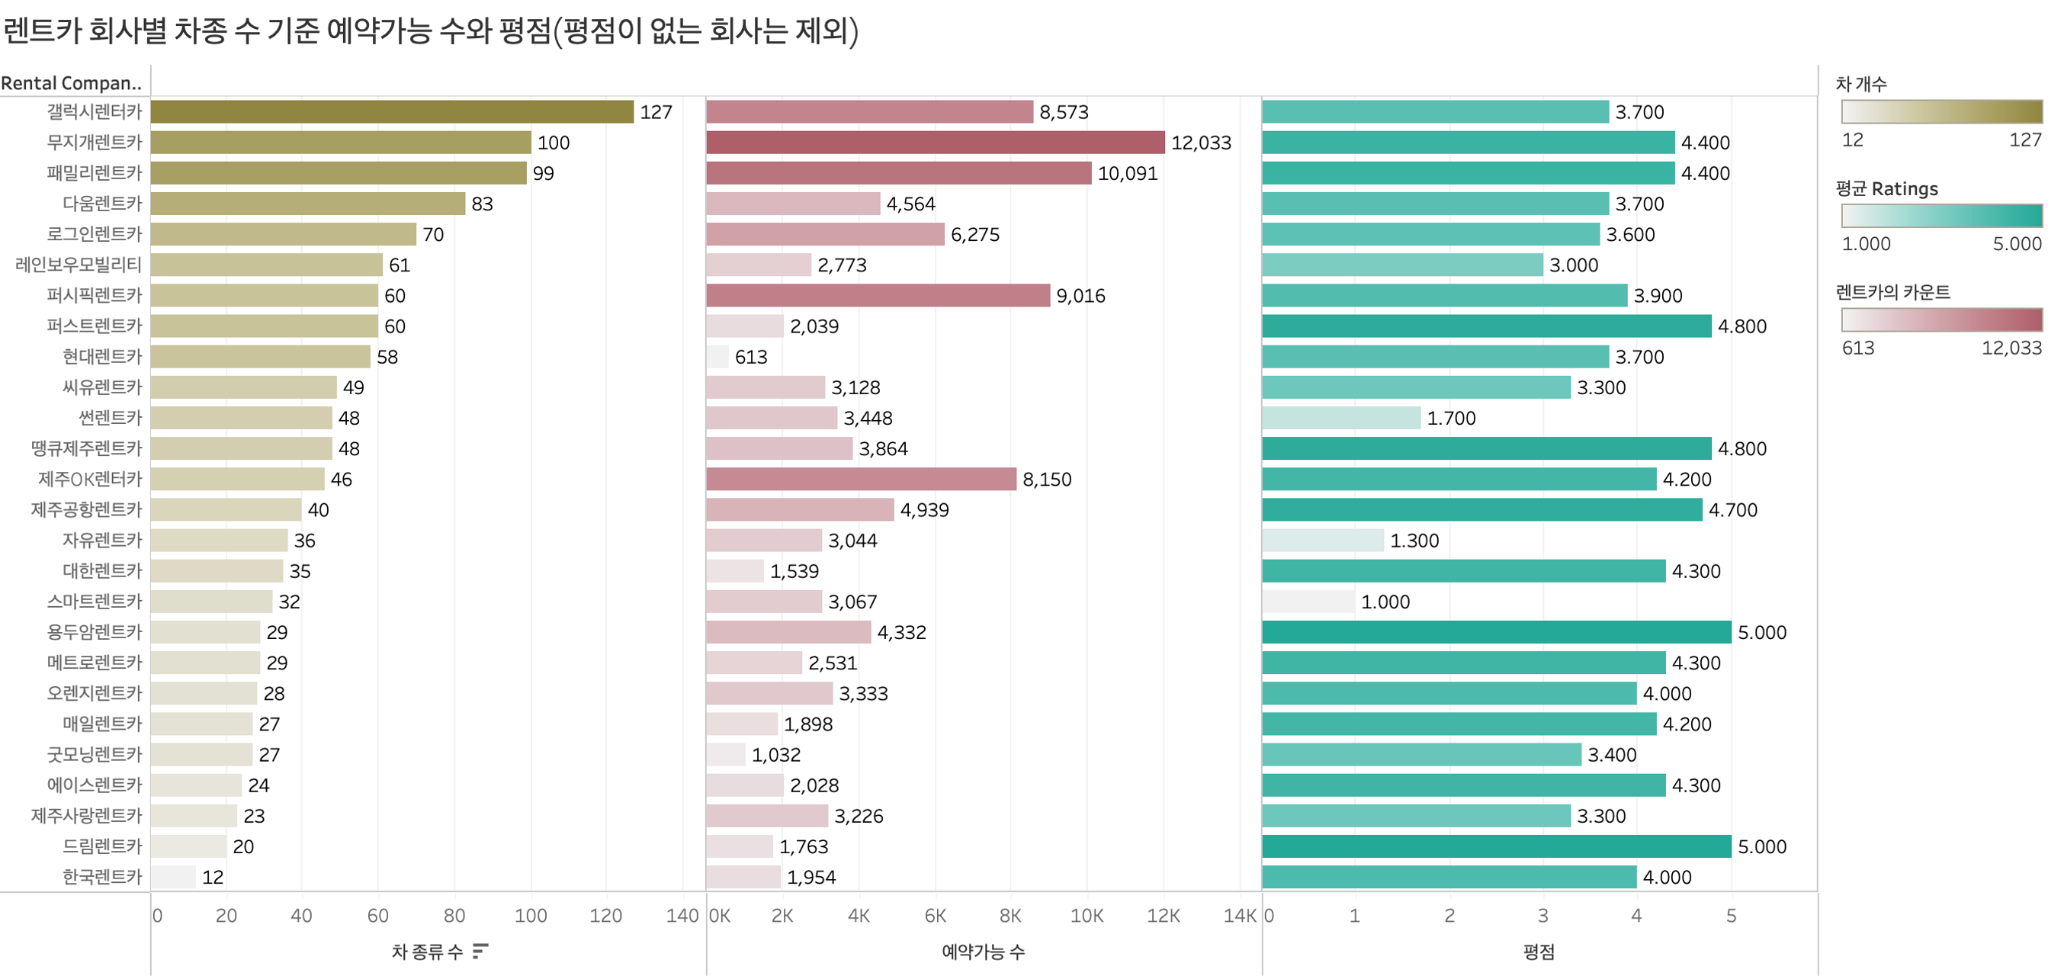 렌트카 회사별 차종 수 기준 예약가능 수와 평점(평점이 없는 회사는 제외)
Rental Compan..
갤럭시렌터카 127 8,573 3.700
무지개렌트카 100 12,033 4.400
패밀리렌트카 99 10,091 4.400
다움렌트카 83 4,564 3.700
로그인렌트카 70 6,275 3.600
레인보우모빌리티 61 2,773 3.000
퍼시픽렌트카 60 9,016 3.900
퍼스트렌트카 60 2,039 4.800
현대렌트카 58 613 3.700
씨유렌트카 49 3,128 3.300
썬렌트카 48 3,448 1.700
땡큐제주렌트카 48 3,864 4.800
제주OK렌터카 46 8,150 4.200
제주공항렌트카 40 4,939 4.700
자유렌트카 36 3,044 1.300
대한렌트카 35 1,539 4.300
스마트렌트카 32 3,067 1.000
용두암렌트카 29 4,332 5.000
메트로렌트카 29 2,531 4.300
오렌지렌트카 28 3,333 4.000
매일렌트카 27 1,898 4.200
굿모닝렌트카 27 1,032 3.400
에이스렌트카 24 2,028 4.300
제주사랑렌트카 23 3,226 3.300
드림렌트카 20 1,763 5.000
한국렌트카 12 1,954 4.000
0 20 40 60 80 100 120 140 0K 2K 4K 6K 8K 10K 12K 14K 0 1 2 3 4 5
차 종류 수 예약가능 수 평점
차 개수
12 127
평균 Ratings
1.000 5.000
렌트카의 카운트
613 12,033